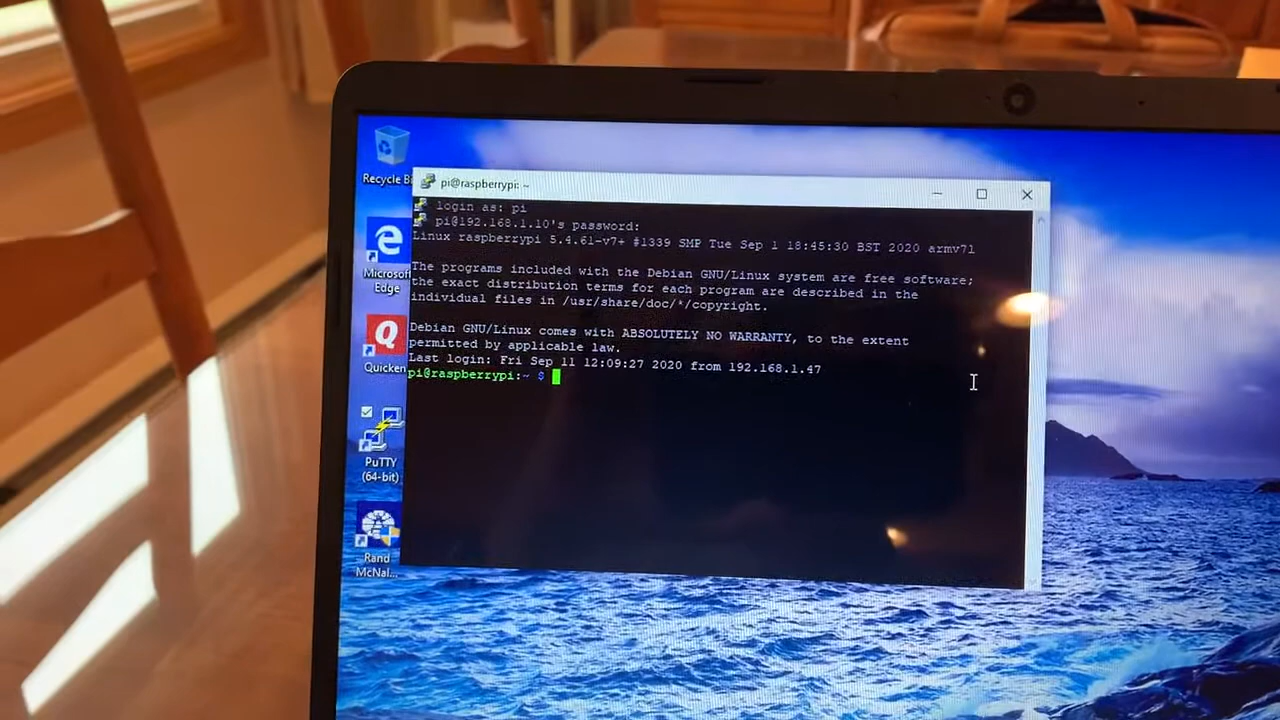 Recycle B
pi@raspberrypi: ~
login as: pi
pi@192.168.1.10's password:
Linux raspberrypi 5.4.61-v7+ #1339 SMP Tue Sep 1 18:45:30 BST 2020 armv7l
The programs included with the Debian GNU/Linux system are free software;
the exact distribution terms for each program are described in the
individual files in /usr/share/doc/*/copyright.
Debian GNU/Linux comes with ABSOLUTELY NO WARRANTY, to the extent
permitted by applicable law.
Last login: Fri Sep 11 12:09:27 2020 from 192.168.1.47
pi@raspberrypi:~ $
Microsoft
Edge
Quicken
PuTTY
(64-bit)
Rand
McNal...